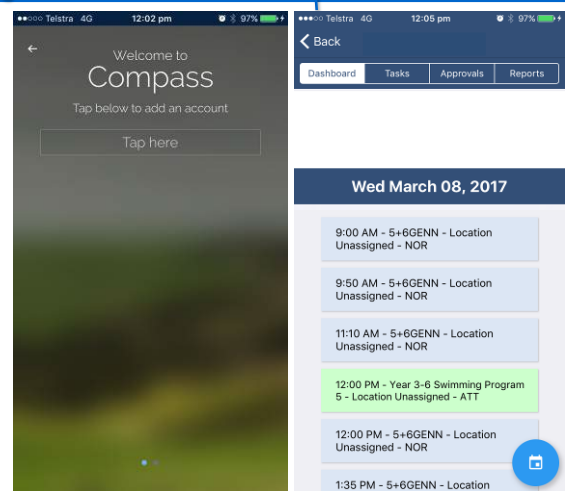 Telstra 4G 12:02 pm 97%
Welcome to
Compass
Tap below to add an account
Tap here
Telstra 4G 12:05 pm 97%
Back
Dashboard Tasks Approvals Reports
Wed March 08, 2017
9:00 AM - 5+6GENN - Location
Unassigned - NOR
9:50 AM - 5+6GENN - Location
Unassigned - NOR
11:10 AM - 5+6GENN - Location
Unassigned - NOR
12:00 PM - Year 3-6 Swimming Program
5 - Location Unassigned - ATT
12:00 PM - 5+6GENN - Location
Unassigned - NOR
1:35 PM - 5+6GENN - Location